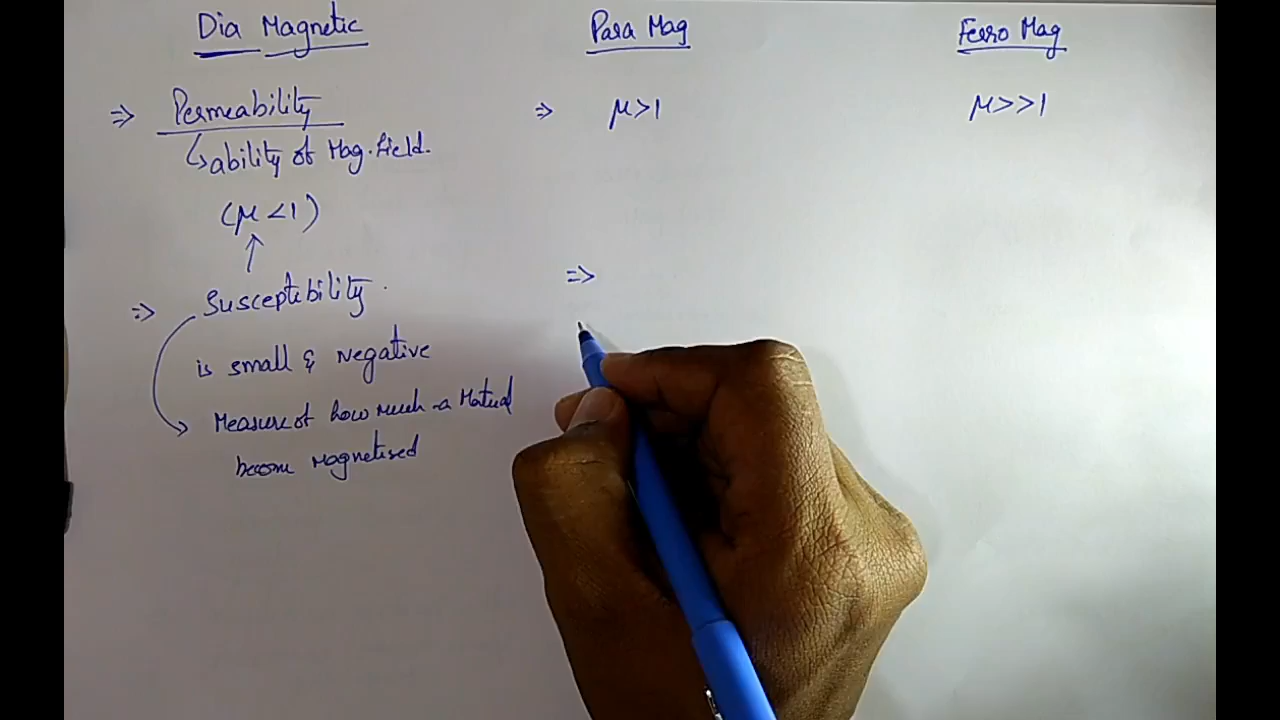 Dia Magnetic
Para Mag
Ferro Mag
⇒ Permeability
↳ ability of Mag. field.
(μ < 1)
⇒ Susceptibility.
is small & negative
Measure of how much a Material
become magnetised
⇒ μ>1
⇒
μ>>1